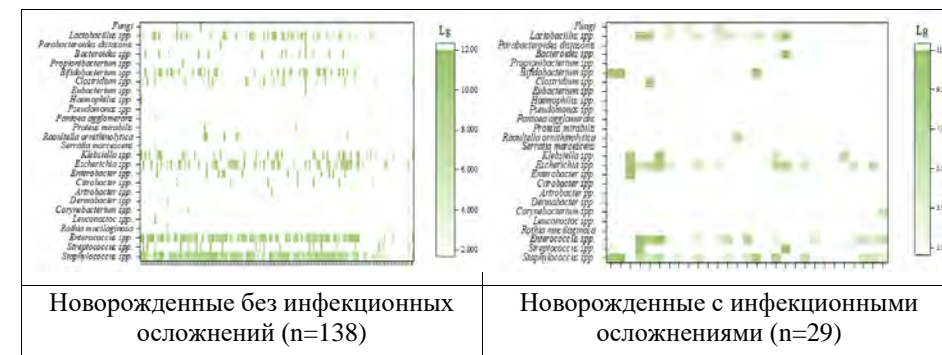 Fungi
Lactobacillus spp.
Parabacteroides distasonis
Bacteroides spp.
Propionibacterium spp.
Bifidobacterium spp.
Clostridium spp.
Eubacterium spp.
Haemophilus spp.
Pseudomonas spp.
Pantoea agglomerans
Proteus mirabilis
Raoultella ornithinolytica
Serratia marcescens
Klebsiella spp.
Escherichia spp.
Enterobacter spp.
Citrobacter spp.
Artrobacter spp.
Dermabacter spp.
Corynebacterium spp.
Leuconostoc spp.
Rothia mucilaginosa
Enterococcus spp.
Streptococcus spp.
Staphylococcus spp.
Lg
12.00
10.00
8.000
6.000
4.000
2.000
Fungi
Lactobacillus spp.
Parabacteroides distasonis
Bacteroides spp.
Propionibacterium spp.
Bifidobacterium spp.
Clostridium spp.
Eubacterium spp.
Haemophilus spp.
Pseudomonas spp.
Pantoea agglomerans
Proteus mirabilis
Raoultella ornithinolytica
Serratia marcescens
Klebsiella spp.
Escherichia spp.
Enterobacter spp.
Citrobacter spp.
Artrobacter spp.
Dermabacter spp.
Corynebacterium spp.
Leuconostoc spp.
Rothia mucilaginosa
Enterococcus spp.
Streptococcus spp.
Staphylococcus spp.
Lg
Новорожденные без инфекционных
осложнений (n=138)
Новорожденные с инфекционными
осложнениями (n=29)